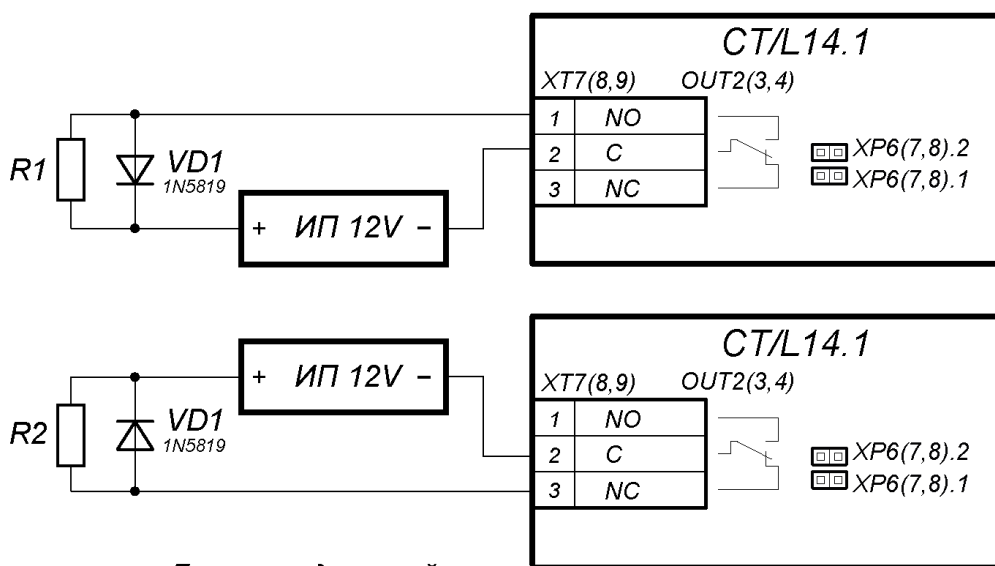 CT/L14.1
XT7(8,9) OUT2(3,4)
1 NO
2 C
3 NC
XP6(7,8).2
XP6(7,8).1
R1
VD1
1N5819
+ ИП 12V −
CT/L14.1
XT7(8,9) OUT2(3,4)
1 NO
2 C
3 NC
XP6(7,8).2
XP6(7,8).1
+ ИП 12V −
R2
VD1
1N5819